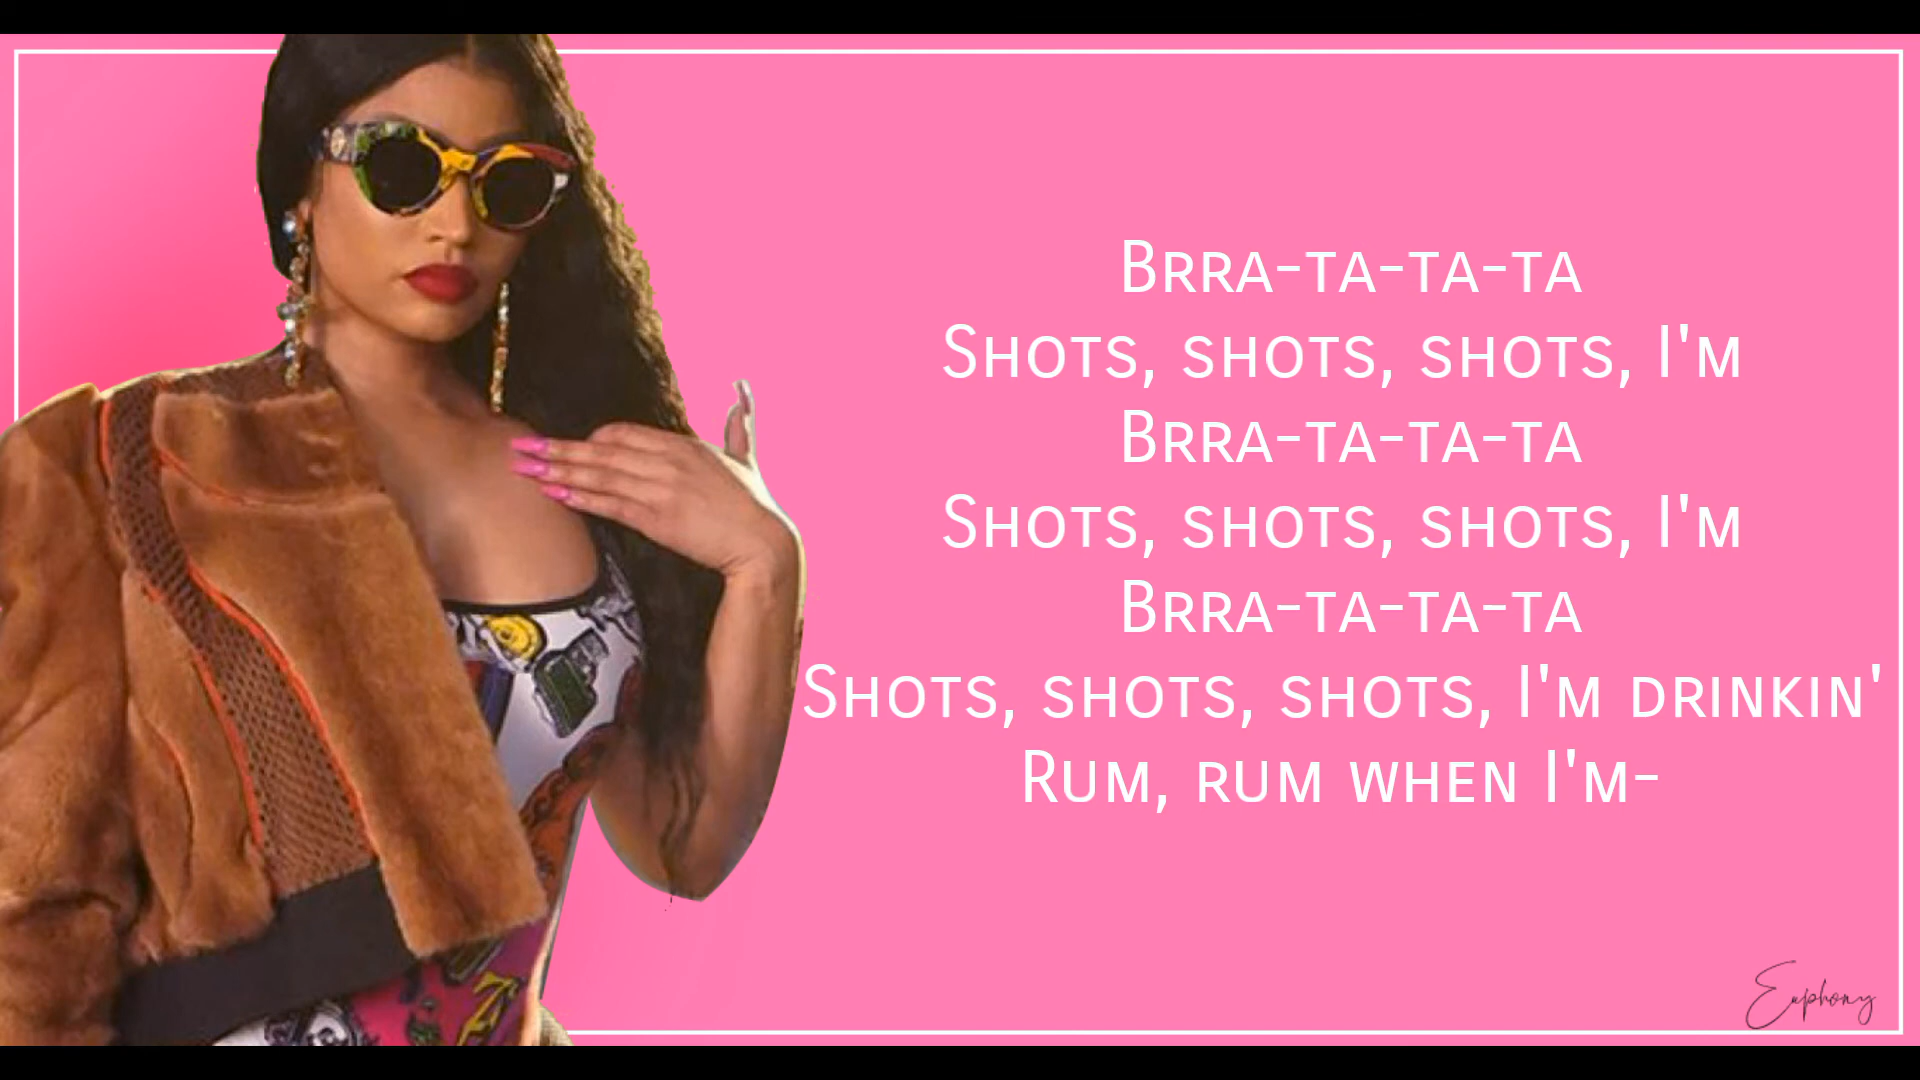 Brra-ta-ta-ta
Shots, shots, shots, I'm
Brra-ta-ta-ta
Shots, shots, shots, I'm
Brra-ta-ta-ta
Shots, shots, shots, I'm drinkin'
Rum, rum when I'm-
Euphony